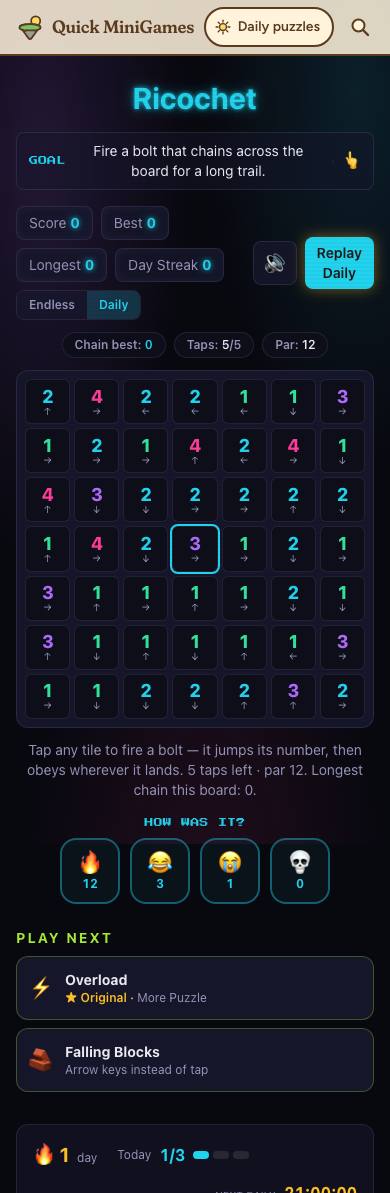 Quick MiniGames
Daily puzzles
Ricochet
GOAL
Fire a bolt that chains across the
board for a long trail.
Score 0
Best 0
Longest 0
Day Streak 0
Replay
Daily
Endless
Daily
Chain best: 0
Taps: 5/5
Par: 12
2 4 2 2 1 1 3
↑ → ← ← ← ↓ →
1 2 1 4 2 4 1
→ → → ↑ ← → ↓
4 3 2 2 2 2 2
↑ ↓ ↓ → → ↑ ↓
1 4 2 3 1 2 1
↑ → ↓ → → ↓ →
3 1 1 1 1 2 1
→ ↑ → ↑ → ↓ ↓
3 1 1 1 1 1 3
↑ ↓ ↑ ↓ ↑ ← →
1 1 2 2 2 3 2
→ ↓ ↓ ↓ ↑ ↑ →
Tap any tile to fire a bolt — it jumps its number, then
obeys wherever it lands. 5 taps left · par 12. Longest
chain this board: 0.
HOW WAS IT?
12
3
1
0
PLAY NEXT
Overload
Original · More Puzzle
Falling Blocks
Arrow keys instead of tap
1 day
Today 1/3